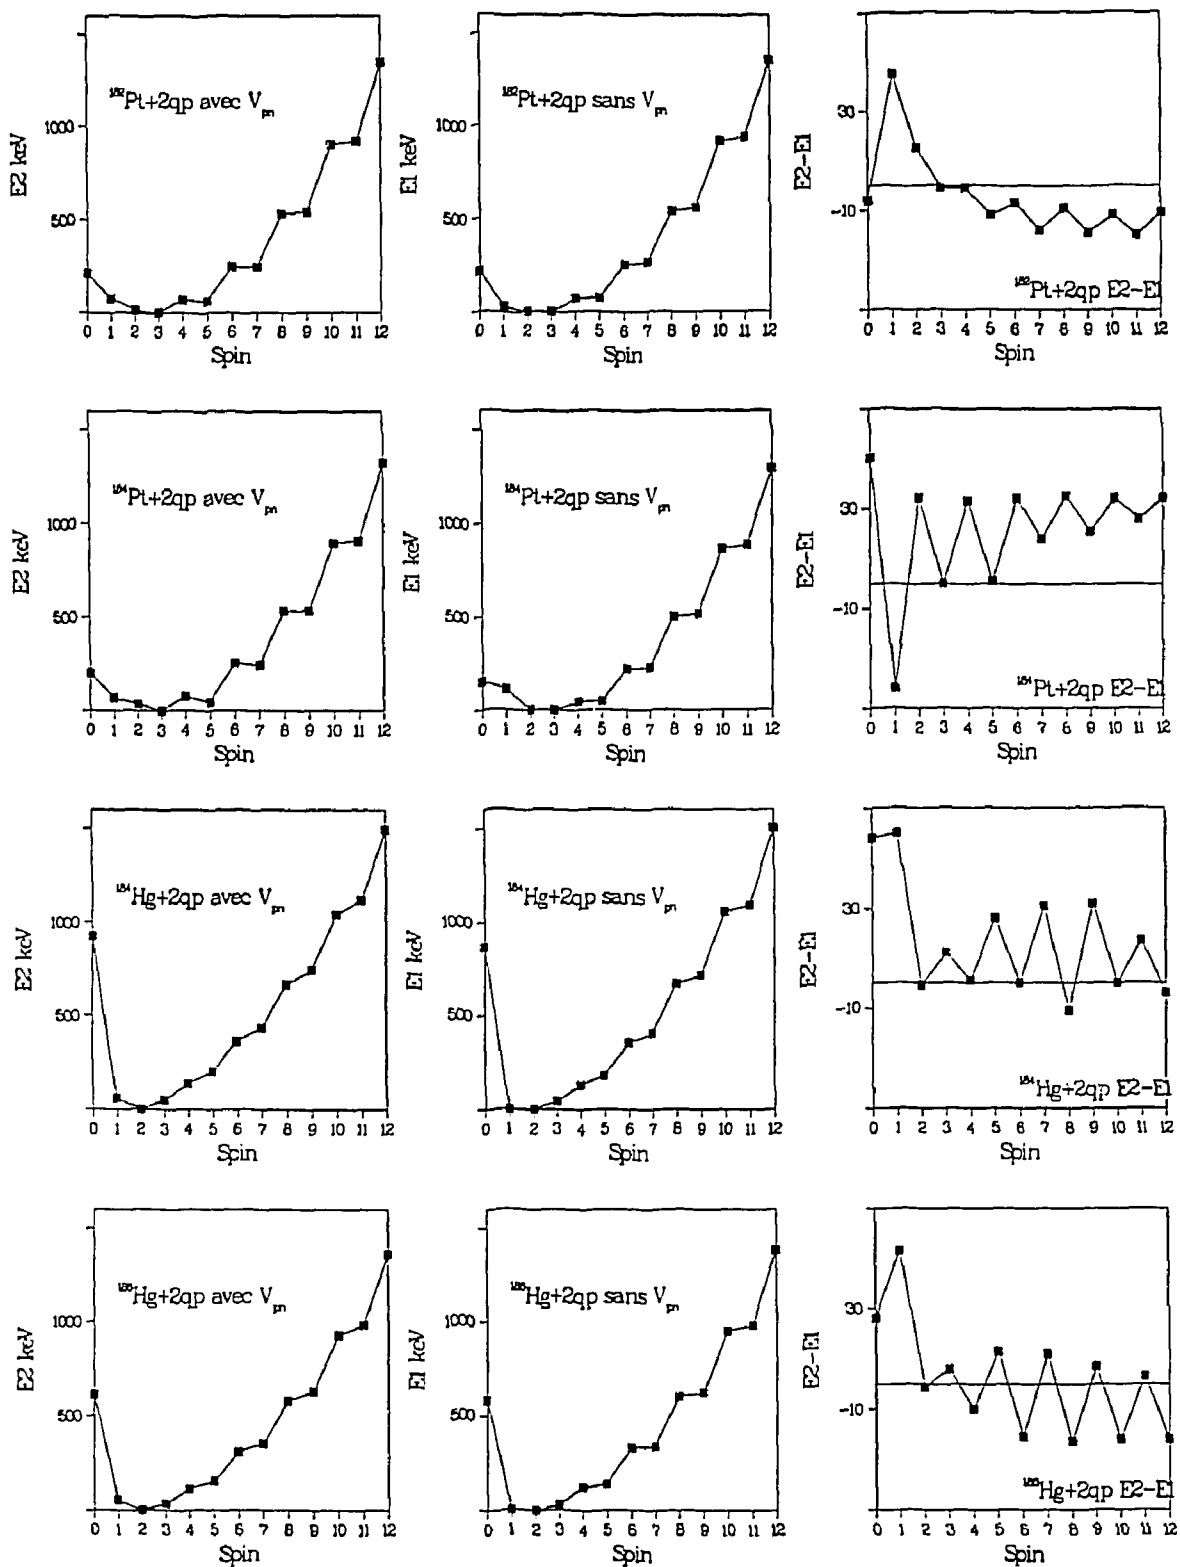 ¹⁸²Pt+2qp avec Vpn
E2 keV
1000
500
0 1 2 3 4 5 6 7 8 9 10 11 12
Spin
¹⁸²Pt+2qp sans Vpn
E1 keV
1000
500
0 1 2 3 4 5 6 7 8 9 10 11 12
Spin
E2-E1
30
-10
¹⁸²Pt+2qp E2-E1
0 1 2 3 4 5 6 7 8 9 10 11 12
Spin
¹⁸⁴Pt+2qp avec Vpn
E2 keV
1000
500
0 1 2 3 4 5 6 7 8 9 10 11 12
Spin
¹⁸⁴Pt+2qp sans Vpn
E1 keV
1000
500
0 1 2 3 4 5 6 7 8 9 10 11 12
Spin
E2-E1
30
-10
¹⁸⁴Pt+2qp E2-E1
0 1 2 3 4 5 6 7 8 9 10 11 12
Spin
¹⁸⁴Hg+2qp avec Vpn
E2 keV
1000
500
0 1 2 3 4 5 6 7 8 9 10 11 12
Spin
¹⁸⁴Hg+2qp sans Vpn
E1 keV
1000
500
0 1 2 3 4 5 6 7 8 9 10 11 12
Spin
E2-E1
30
-10
¹⁸⁴Hg+2qp E2-E1
0 1 2 3 4 5 6 7 8 9 10 11 12
Spin
¹⁸⁶Hg+2qp avec Vpn
E2 keV
1000
500
0 1 2 3 4 5 6 7 8 9 10 11 12
Spin
¹⁸⁶Hg+2qp sans Vpn
E1 keV
1000
500
0 1 2 3 4 5 6 7 8 9 10 11 12
Spin
E2-E1
30
-10
¹⁸⁶Hg+2qp E2-E1
0 1 2 3 4 5 6 7 8 9 10 11 12
Spin